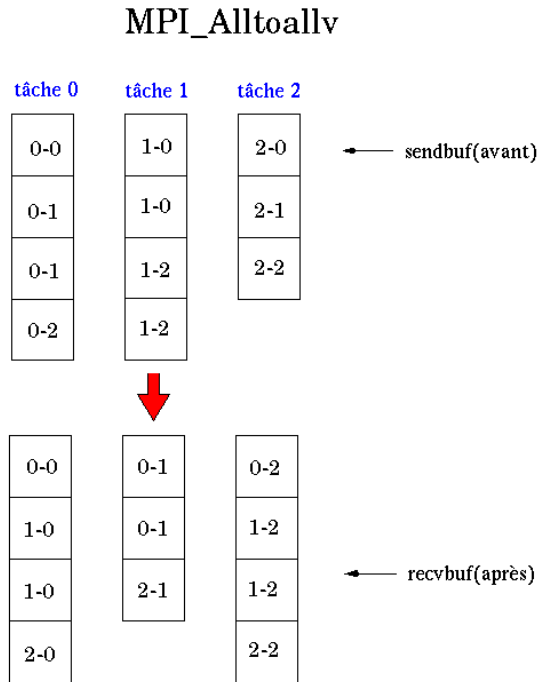 MPI_Alltoallv
tâche 0 tâche 1 tâche 2
0-0 1-0 2-0 sendbuf(avant)
0-1 1-0 2-1
0-1 1-2 2-2
0-2 1-2
0-0 0-1 0-2
1-0 0-1 1-2
1-0 2-1 1-2 recvbuf(après)
2-0 2-2